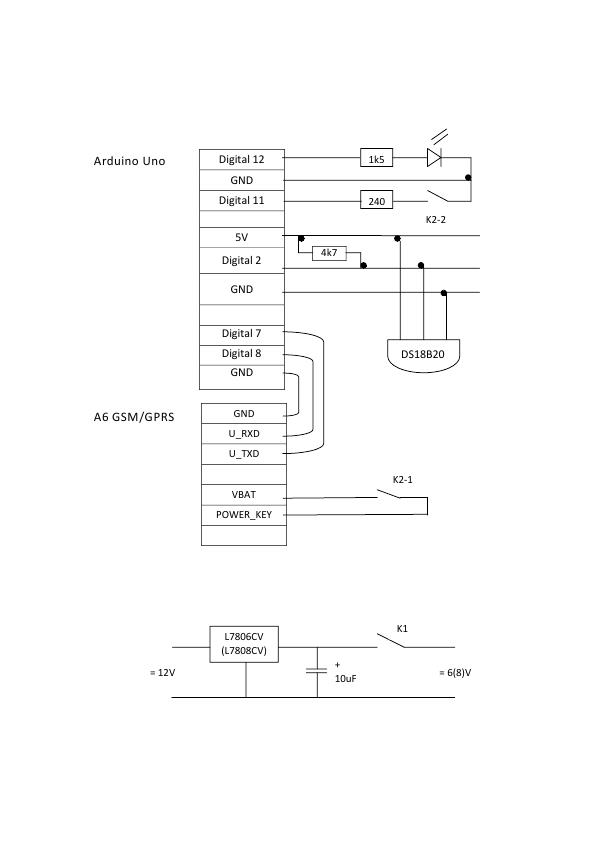 Arduino Uno
Digital 12
1k5
GND
Digital 11
240
K2-2
5V
4k7
Digital 2
GND
Digital 7
Digital 8
DS18B20
GND
A6 GSM/GPRS
GND
U_RXD
U_TXD
K2-1
VBAT
POWER_KEY
L7806CV
(L7808CV)
K1
= 12V
+
10uF
= 6(8)V